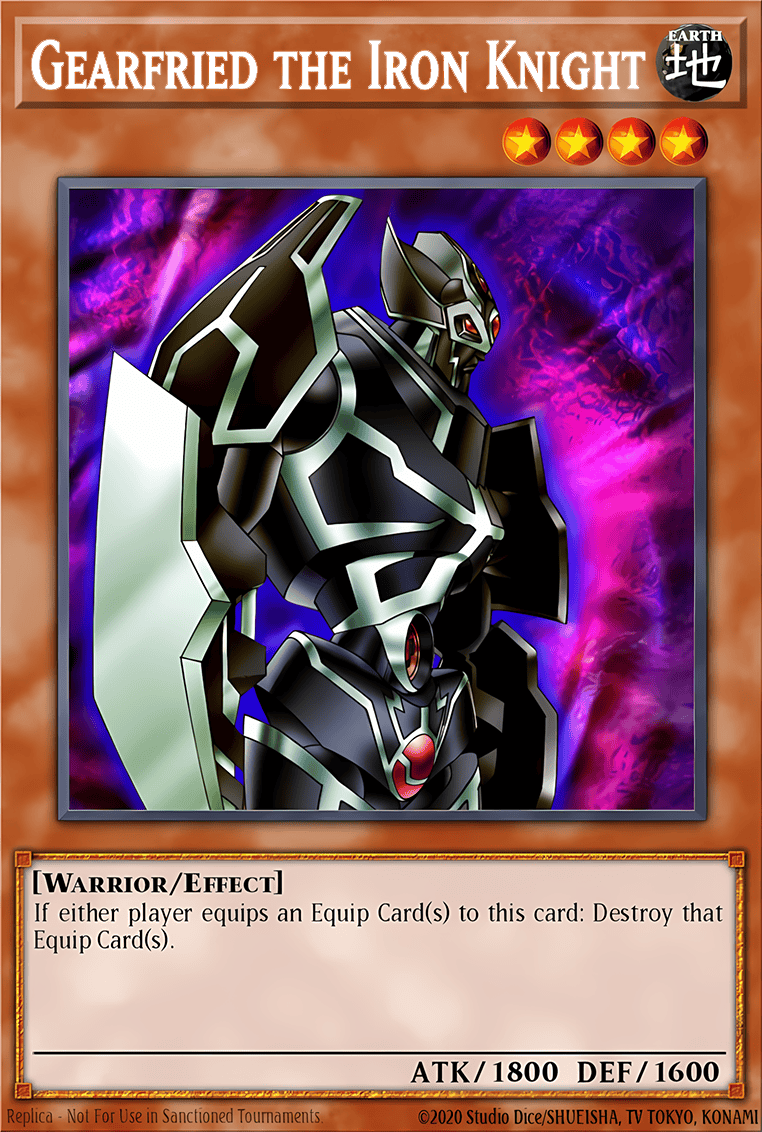 Gearfried the Iron Knight
EARTH
地
[Warrior/Effect]
If either player equips an Equip Card(s) to this card: Destroy that
Equip Card(s).
ATK/1800 DEF/1600
Replica - Not For Use in Sanctioned Tournaments.
©2020 Studio Dice/SHUEISHA, TV TOKYO, KONAMI